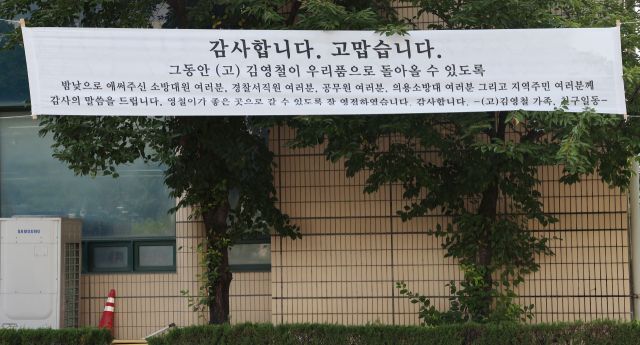 감사합니다. 고맙습니다.
그동안 (고) 김영철이 우리품으로 돌아올 수 있도록
밤낮으로 애써주신 소방대원 여러분, 경찰서직원 여러분, 공무원 여러분, 의용소방대 여러분 그리고 지역주민 여러분께
감사의 말씀을 드립니다. 영철이가 좋은 곳으로 갈 수 있도록 잘 영접하였습니다. 감사합니다. -(고)김영철 가족, 친구일동-
SAMSUNG